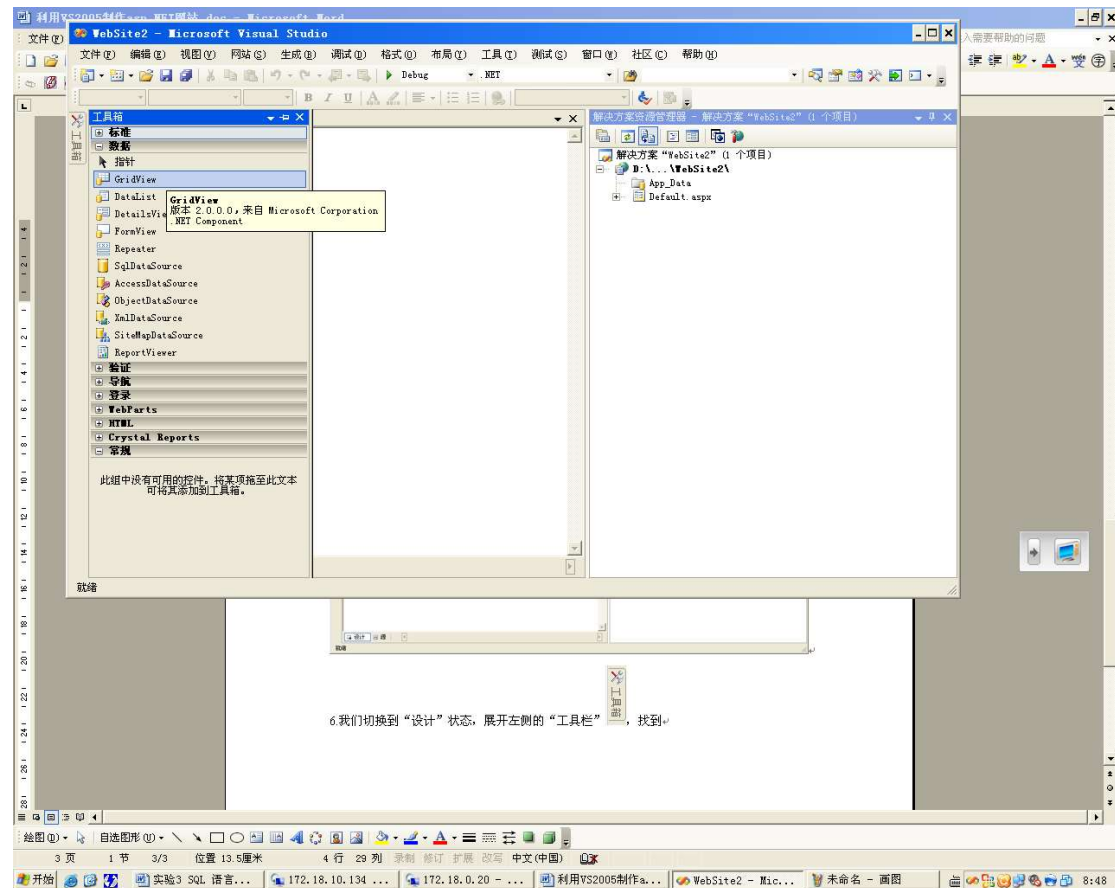 利用VS2005制作asp.NET网站.doc - Microsoft Word
文件(F)
入需要帮助的问题
WebSite2 - Microsoft Visual Studio
文件(F) 编辑(E) 视图(V) 网站(S) 生成(B) 调试(D) 格式(O) 布局(Y) 工具(T) 测试(S) 窗口(W) 社区(C) 帮助(H)
Debug .NET
B I U A
工具箱
解决方案资源管理器 - 解决方案“WebSite2”(1 个项目)
工具箱
标准
数据
指针
GridView
DataList
DetailsVie
FormView
Repeater
SqlDataSource
AccessDataSource
ObjectDataSource
XmlDataSource
SiteMapDataSource
ReportViewer
验证
导航
登录
WebParts
HTML
Crystal Reports
常规
此组中没有可用的控件。将某项拖至此文本
可将其添加到工具箱。
GridView
版本 2.0.0.0,来自 Microsoft Corporation
.NET Component
解决方案“WebSite2”(1 个项目)
D:\...\WebSite2\
App_Data
Default.aspx
就绪
设计 源
就绪
6.我们切换到“设计”状态,展开左侧的“工具栏” 工具箱 ,找到
绘图(D) 自选图形(U)
3 页 1 节 3/3 位置 13.5厘米 4 行 29 列 录制 修订 扩展 改写 中文(中国)
开始 实验3 SQL 语言... 172.18.10.134 ... 172.18.0.20 - ... 利用VS2005制作a... WebSite2 - Mic... 未命名 - 画图 8:48